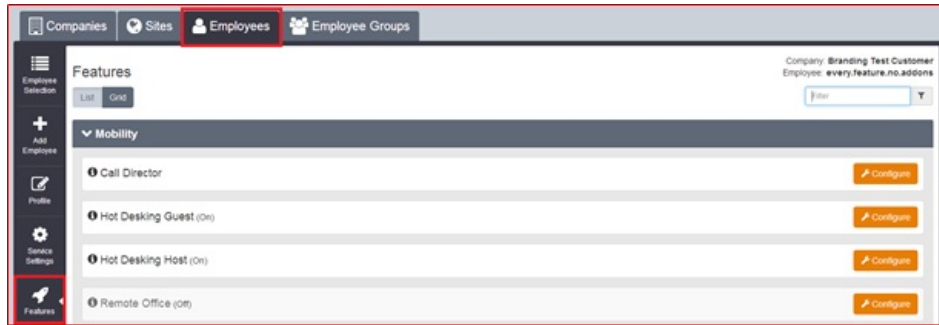 Companies Sites Employees Employee Groups
Employee
Selection
Add
Employee
Profile
Service
Settings
Features
Features
Company: Branding Test Customer
Employee: every.feature.no.addons
List Grid
Filter
Mobility
Call Director
Configure
Hot Desking Guest (On)
Configure
Hot Desking Host (On)
Configure
Remote Office (Off)
Configure